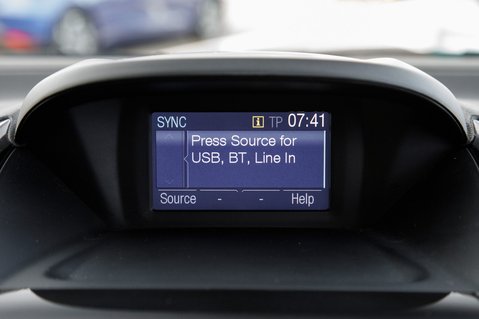 SYNC i TP 07:41
Press Source for
USB, BT, Line In
Source - - Help